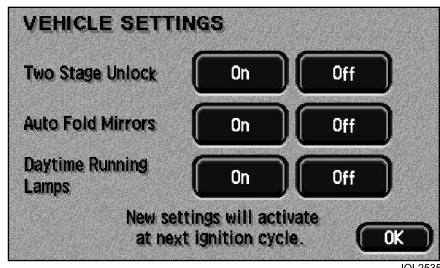 VEHICLE SETTINGS
Two Stage Unlock On Off
Auto Fold Mirrors On Off
Daytime Running
Lamps On Off
New settings will activate
at next ignition cycle. OK